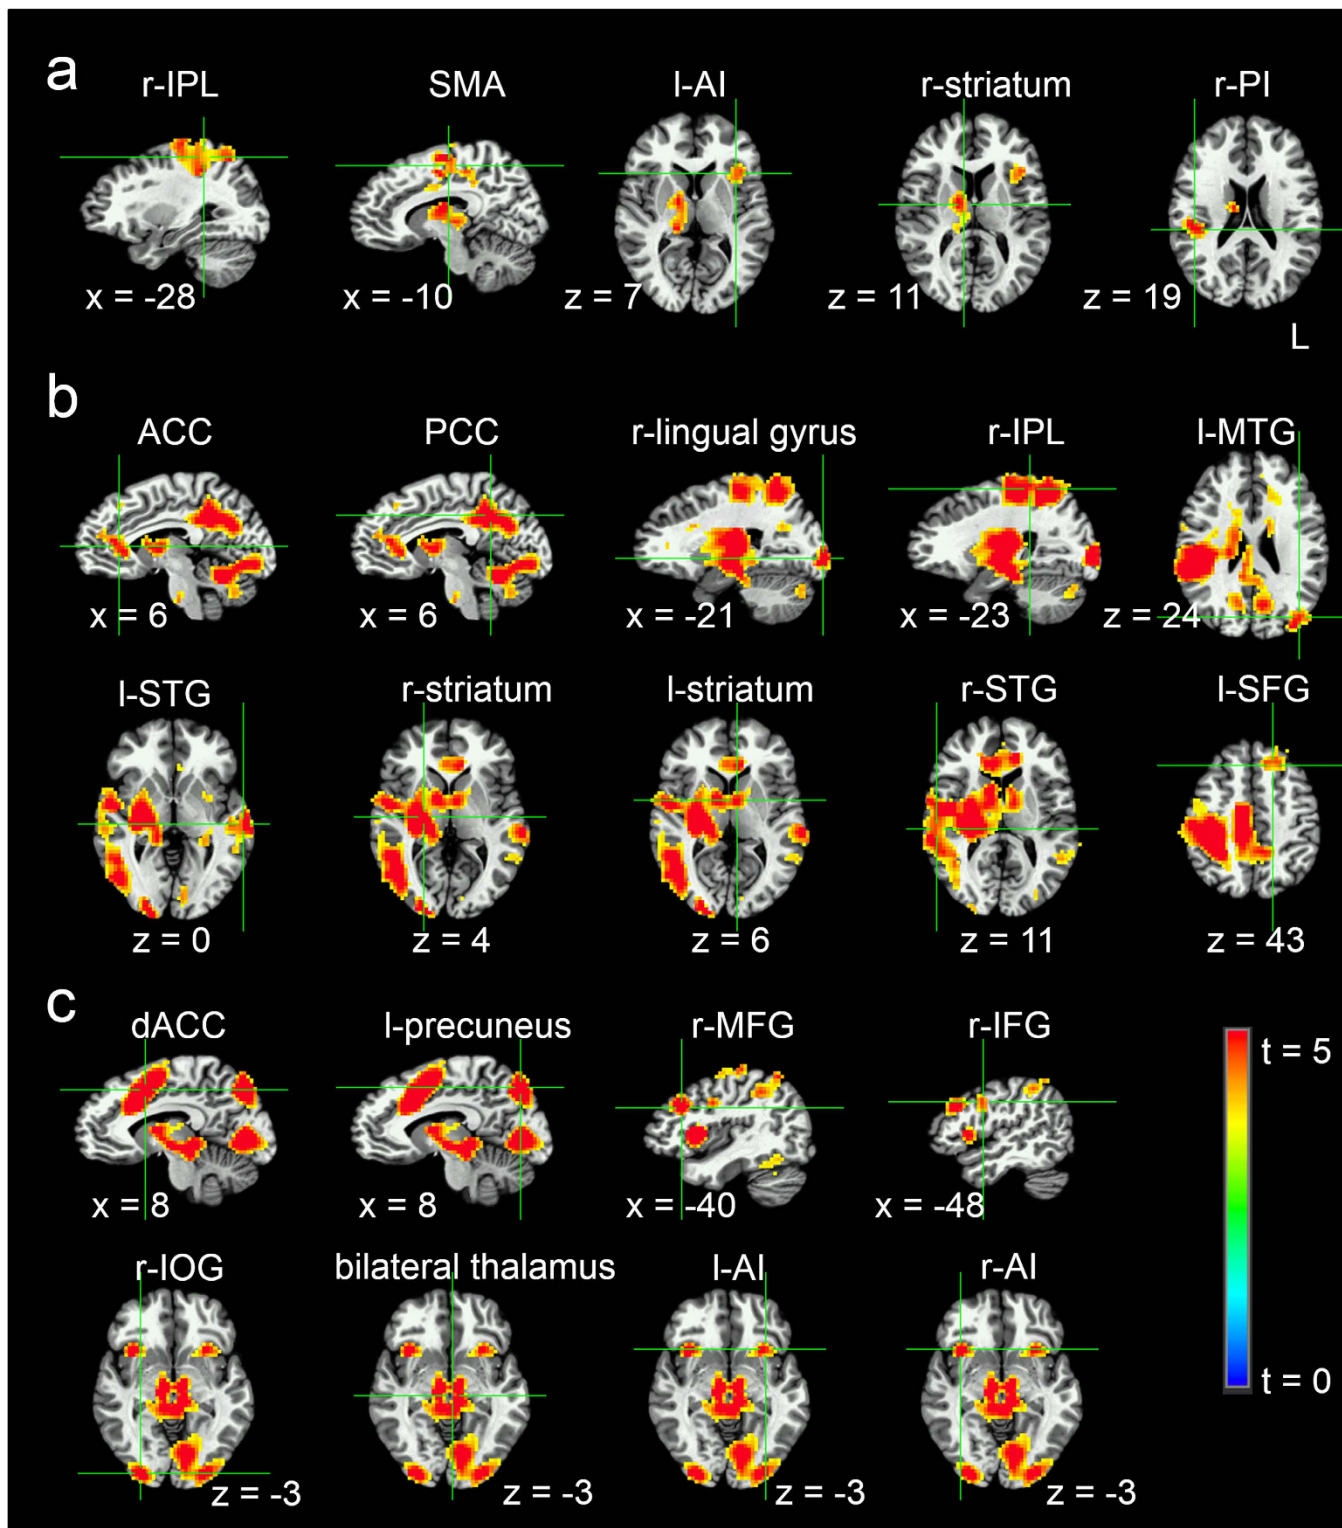 a
r-IPL SMA l-AI r-striatum r-PI
x = -28 x = -10 z = 7 z = 11 z = 19
L
b
ACC PCC r-lingual gyrus r-IPL l-MTG
x = 6 x = 6 x = -21 x = -23 z = 24
l-STG r-striatum l-striatum r-STG l-SFG
z = 0 z = 4 z = 6 z = 11 z = 43
c
dACC l-precuneus r-MFG r-IFG
t = 5
x = 8 x = 8 x = -40 x = -48
r-IOG bilateral thalamus l-AI r-AI
t = 0
z = -3 z = -3 z = -3 z = -3